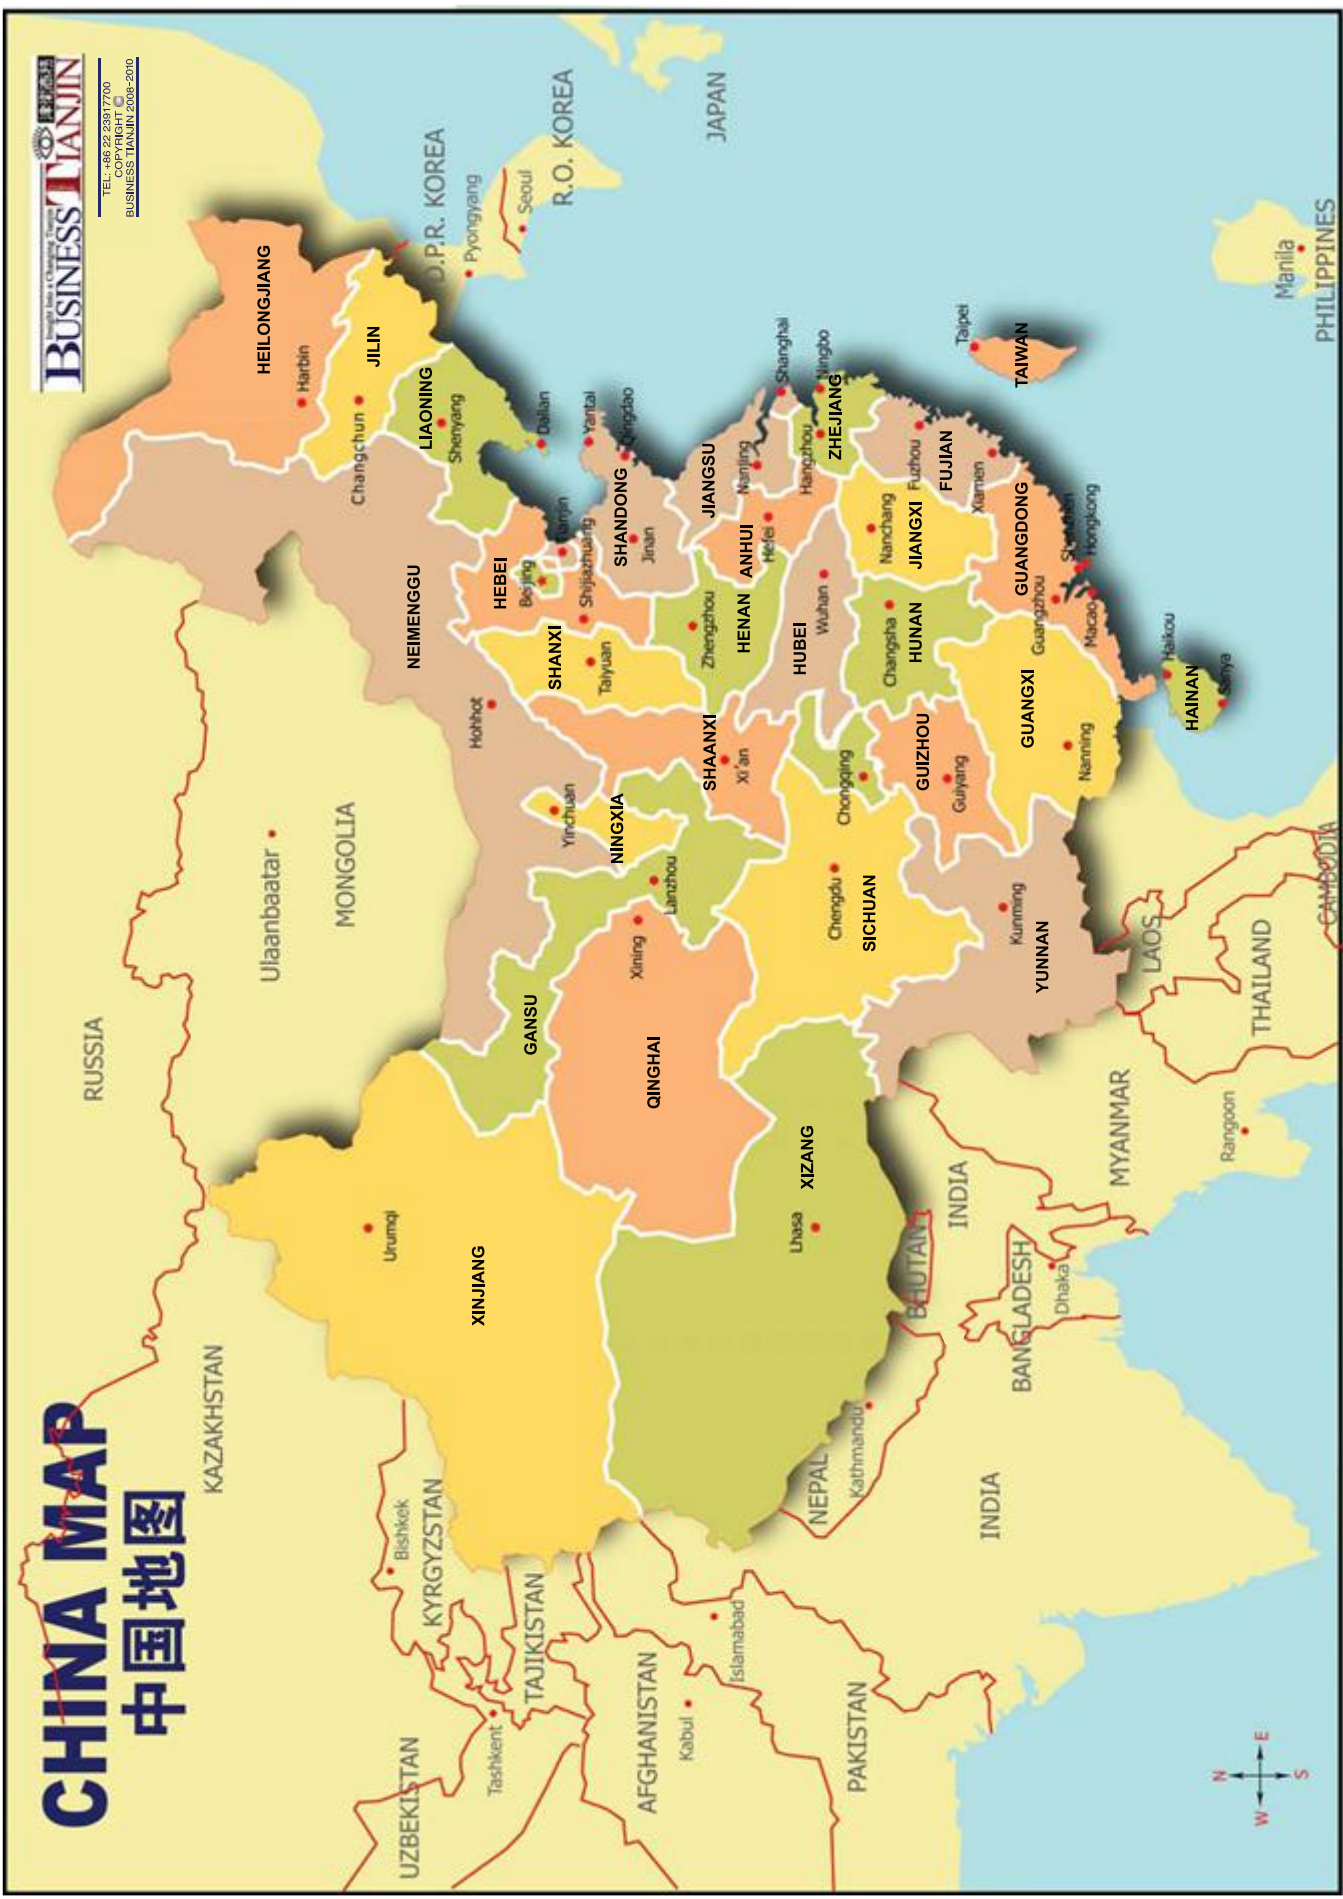 CHINA MAP
中国地图
Insight Into a Changing Tianjin
BUSINESS TIANJIN
TEL: +86 22 23917700
COPYRIGHT ©
BUSINESS TIANJIN 2008-2010
RUSSIA
KAZAKHSTAN
Ulaanbaatar
MONGOLIA
HEILONGJIANG
Harbin
JILIN
Changchun
LIAONING
Shenyang
Dalian
D.P.R. KOREA
Pyongyang
Seoul
R.O. KOREA
JAPAN
UZBEKISTAN
Tashkent
Bishkek
KYRGYZSTAN
TAJIKISTAN
Urumqi
XINJIANG
NEIMENGU
Hohhot
HEBEI
Beijing
Tianjin
Shijiazhuang
SHANXI
Taiyuan
Yantai
Qingdao
SHANDONG
Jinan
Yinchuan
NINGXIA
GANSU
Lanzhou
Xining
QINGHAI
SHAANXI
Xi'an
Zhengzhou
HENAN
JIANGSU
Nanjing
ANHUI
Hefei
Shanghai
Ningbo
Hangzhou
ZHEJIANG
AFGHANISTAN
Kabul
Islamabad
PAKISTAN
XIZANG
Lhasa
Chengdu
SICHUAN
Chongqing
HUBEI
Wuhan
Changsha
HUNAN
Nanchang
JIANGXI
Fuzhou
FUJIAN
Xiamen
Taipei
TAIWAN
NEPAL
Kathmandu
BHUTAN
INDIA
INDIA
BANGLADESH
Dhaka
MYANMAR
Rangoon
Kunming
YUNNAN
GUIZHOU
Guiyang
GUANGXI
Nanning
GUANGDONG
Guangzhou
Shenzhen
Hongkong
Macao
Haikou
HAINAN
Sanya
LAOS
THAILAND
CAMBODIA
Manila
PHILIPPINES
N
W
E
S